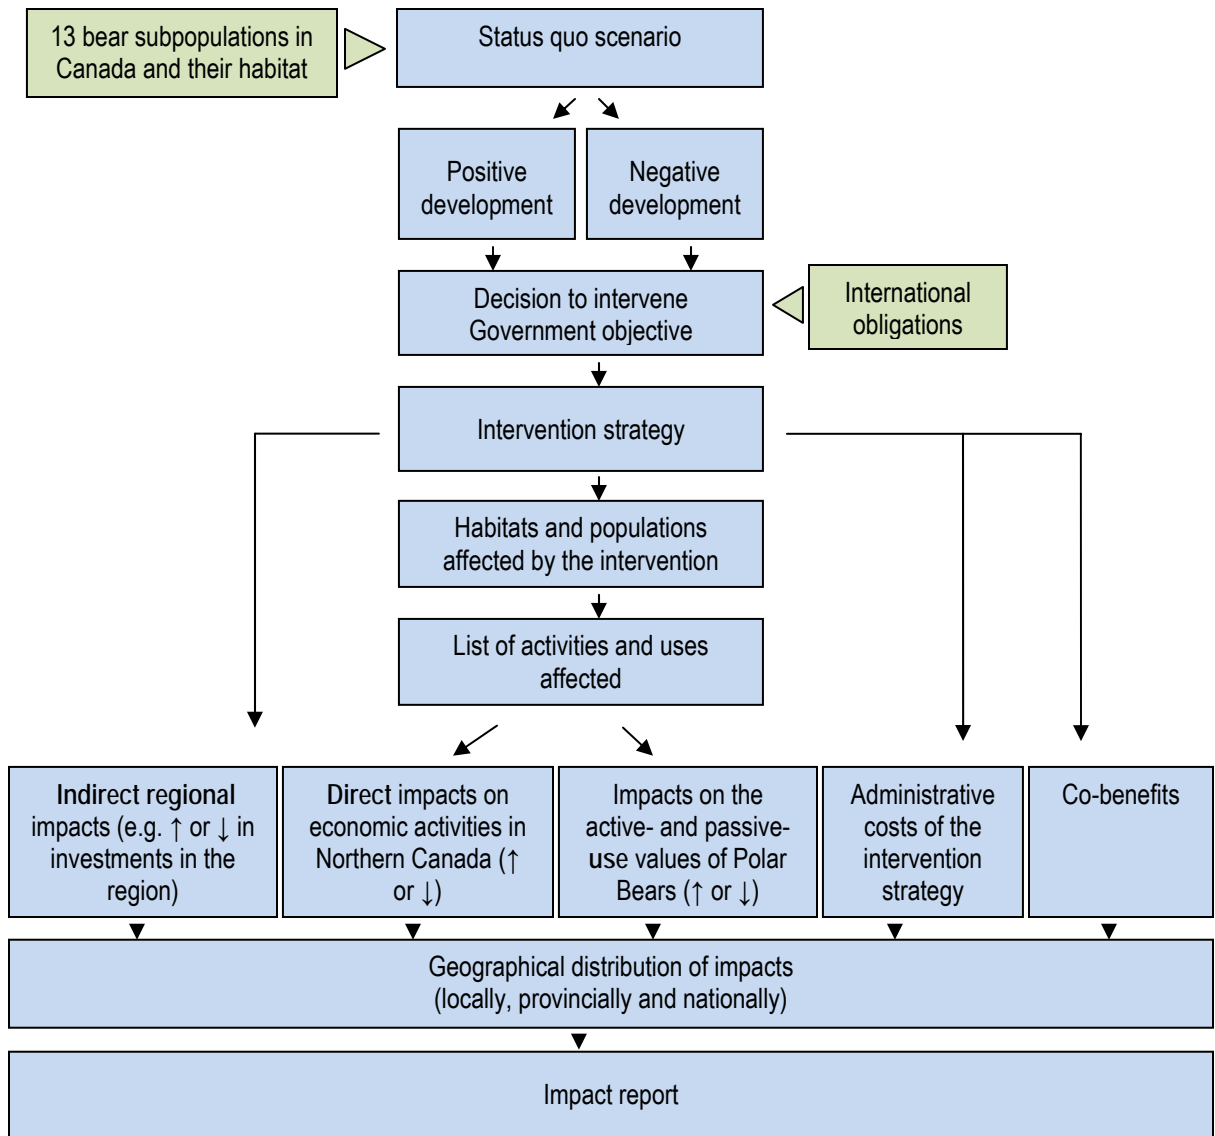 13 bear subpopulations in
Canada and their habitat
Status quo scenario
Positive
development
Negative
development
Decision to intervene
Government objective
International
obligations
Intervention strategy
Habitats and populations
affected by the intervention
List of activities and uses
affected
Indirect regional
impacts (e.g. ↑ or ↓ in
investments in the
region)
Direct impacts on
economic activities in
Northern Canada (↑
or ↓)
Impacts on the
active- and passive-
use values of Polar
Bears (↑ or ↓)
Administrative
costs of the
intervention
strategy
Co-benefits
Geographical distribution of impacts
(locally, provincially and nationally)
Impact report